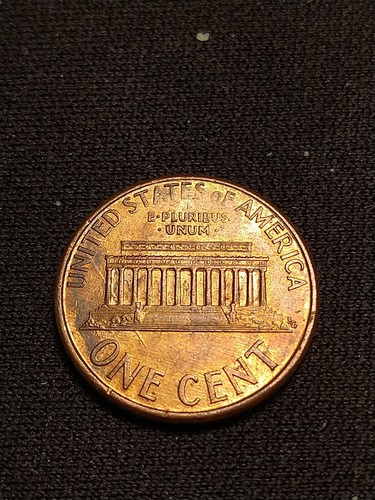 UNITED STATES OF AMERICA
E·PLURIBUS
·UNUM·
ONE CENT